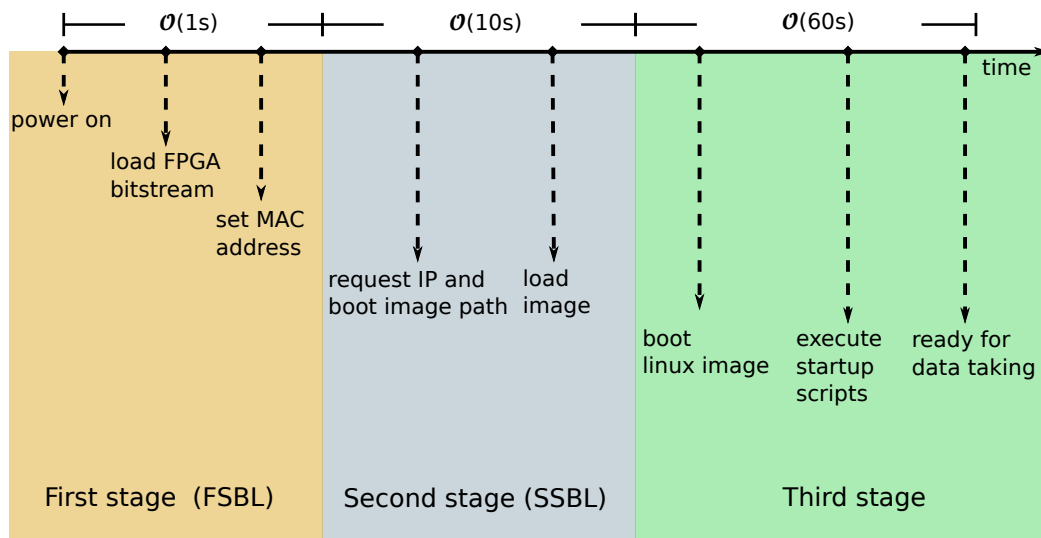 𝒪(1s)
𝒪(10s)
𝒪(60s)
time
power on
load FPGA
bitstream
set MAC
address
request IP and
boot image path
load
image
boot
linux image
execute
startup
scripts
ready for
data taking
First stage (FSBL)
Second stage (SSBL)
Third stage